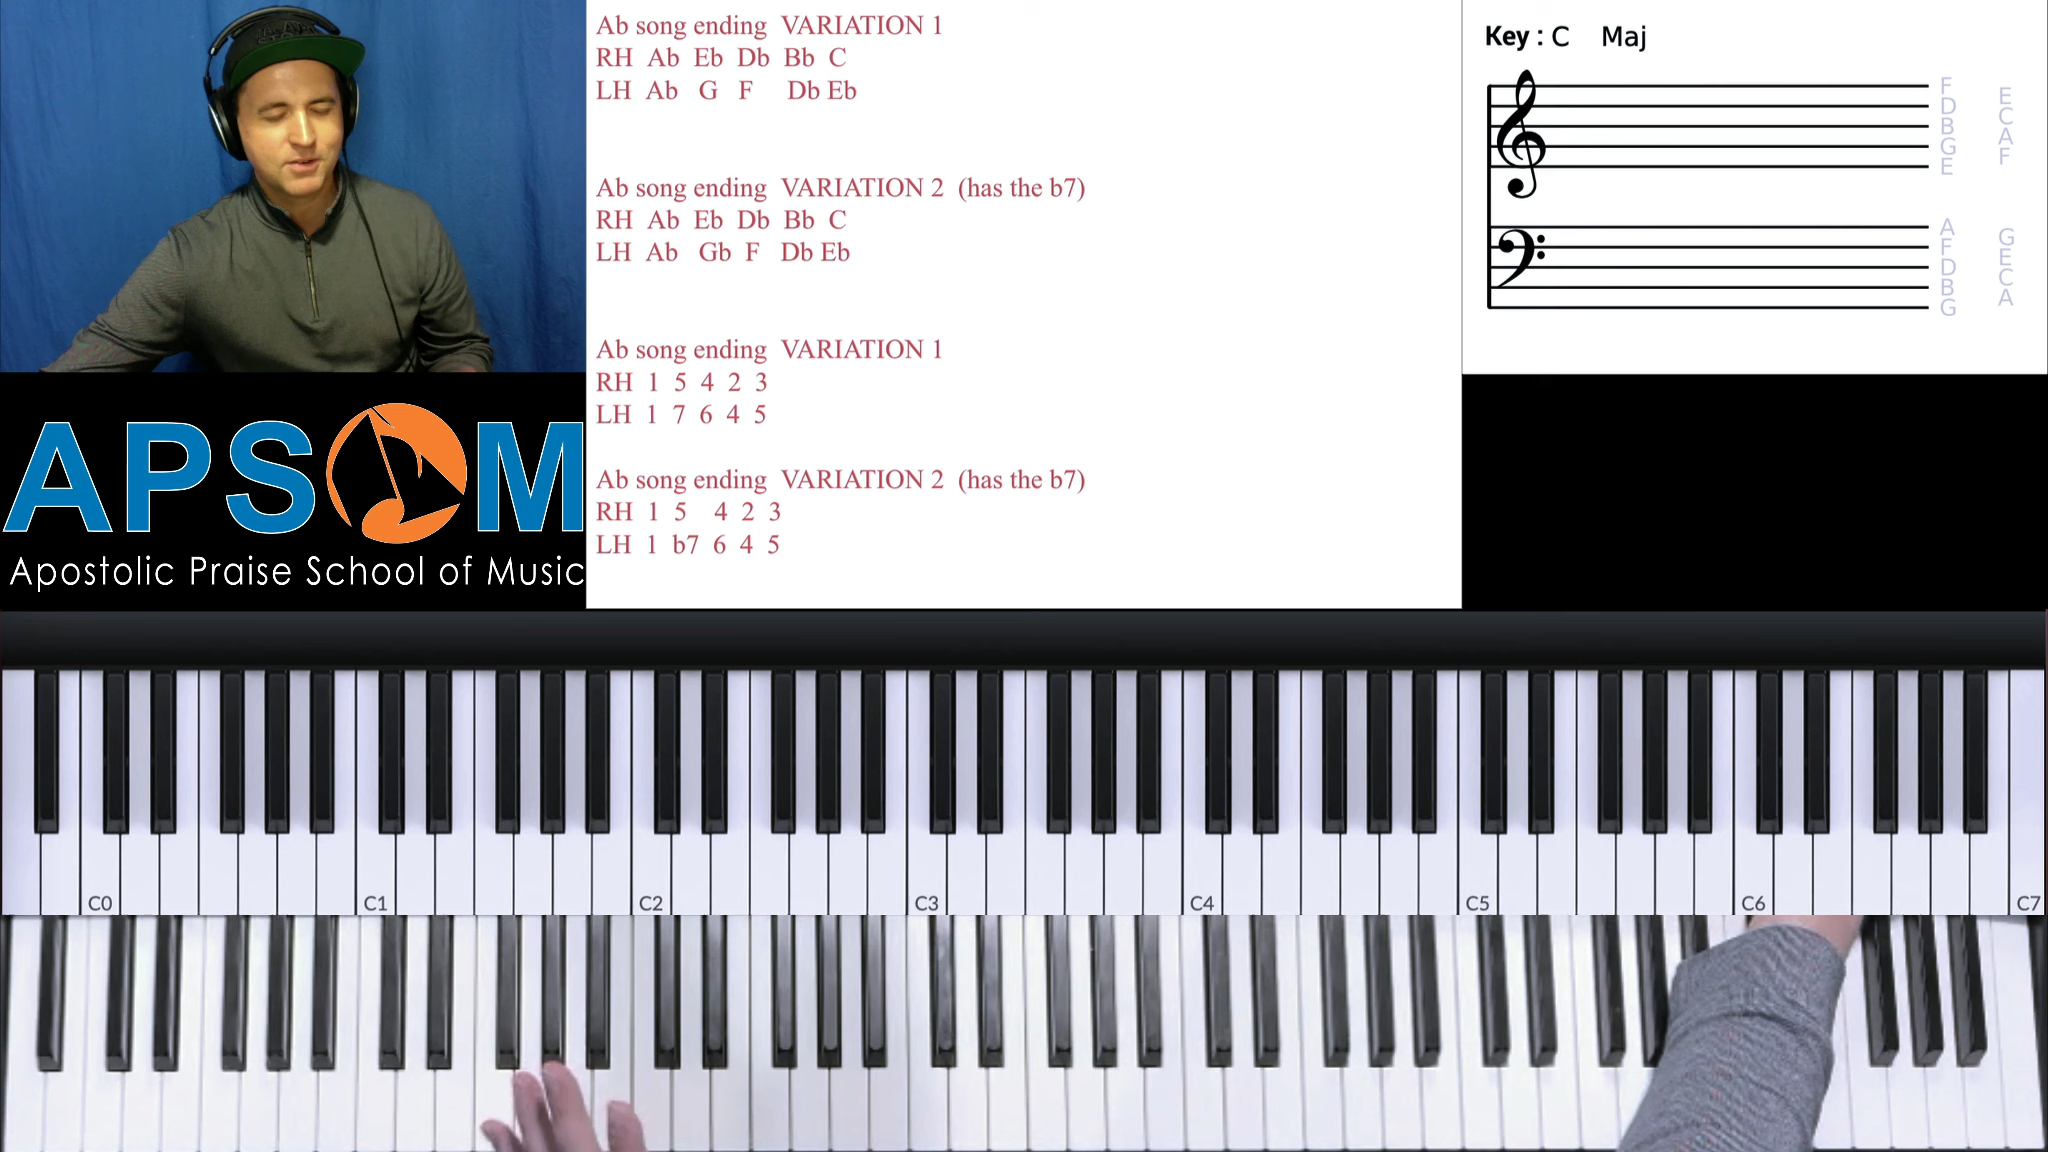 Ab song ending VARIATION 1
RH Ab Eb Db Bb C
LH Ab G F Db Eb
Ab song ending VARIATION 2 (has the b7)
RH Ab Eb Db Bb C
LH Ab Gb F Db Eb
Ab song ending VARIATION 1
RH 1 5 4 2 3
LH 1 7 6 4 5
Ab song ending VARIATION 2 (has the b7)
RH 1 5 4 2 3
LH 1 b7 6 4 5
Key : C Maj
F
D
B
G
E
E
C
A
F
A
F
D
B
G
G
E
C
A
APSOM
Apostolic Praise School of Music
C0 C1 C2 C3 C4 C5 C6 C7